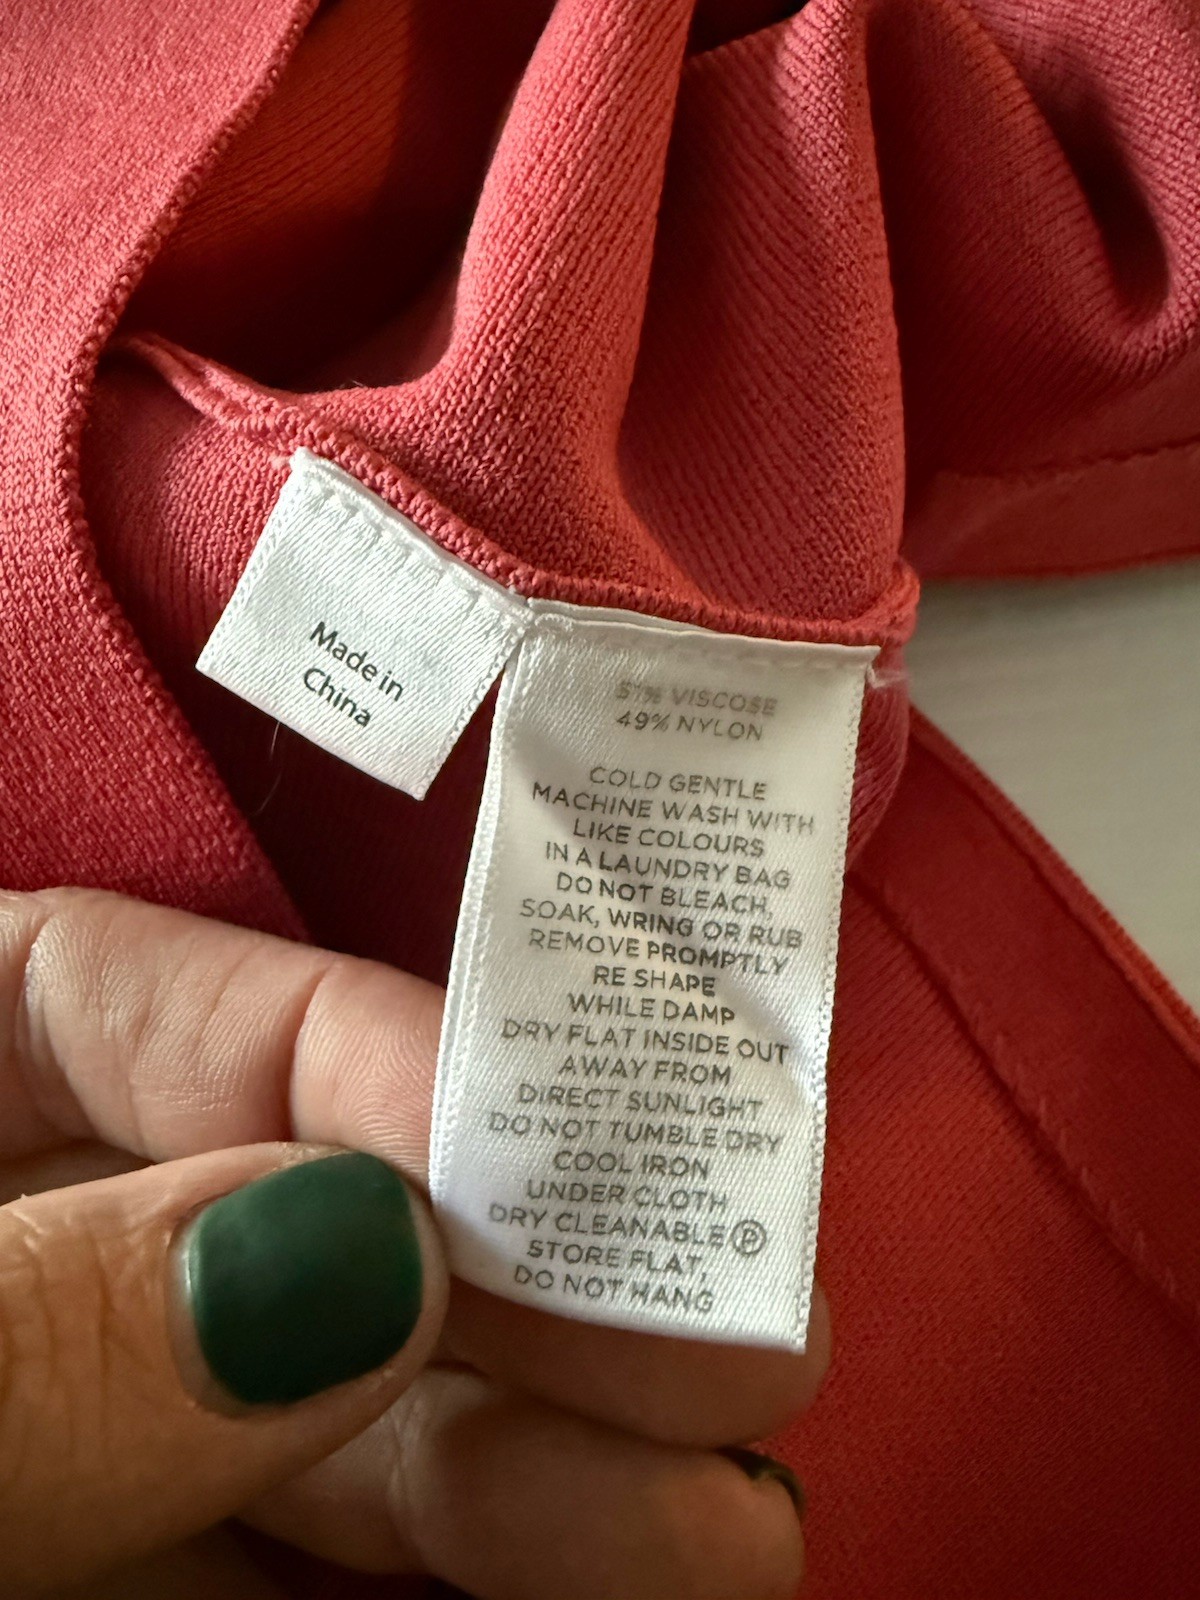 Made in
China
51% VISCOSE
49% NYLON
COLD GENTLE
MACHINE WASH WITH
LIKE COLOURS
IN A LAUNDRY BAG
DO NOT BLEACH,
SOAK, WRING OR RUB
REMOVE PROMPTLY
RE SHAPE
WHILE DAMP
DRY FLAT INSIDE OUT
AWAY FROM
DIRECT SUNLIGHT
DO NOT TUMBLE DRY
COOL IRON
UNDER CLOTH
DRY CLEANABLE Ⓟ
STORE FLAT,
DO NOT HANG